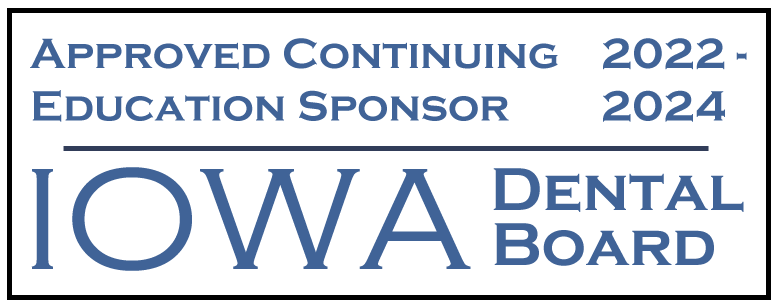 Approved Continuing 2022 -
Education Sponsor 2024
IOWA Dental
Board